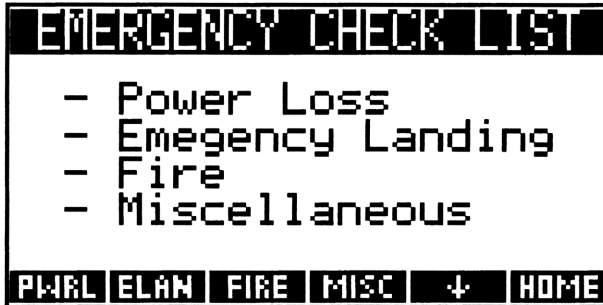 EMERGENCY CHECK LIST
- Power Loss
- Emegency Landing
- Fire
- Miscellaneous
PWRL ELAN FIRE MISC ↓ HOME